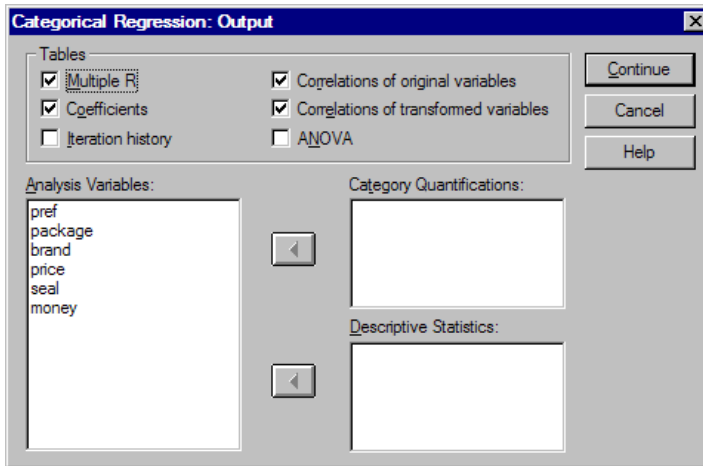 Categorical Regression: Output
Tables
Multiple R
Correlations of original variables
Coefficients
Correlations of transformed variables
Iteration history
ANOVA
Continue
Cancel
Help
Analysis Variables:
pref
package
brand
price
seal
money
Category Quantifications:
Descriptive Statistics: